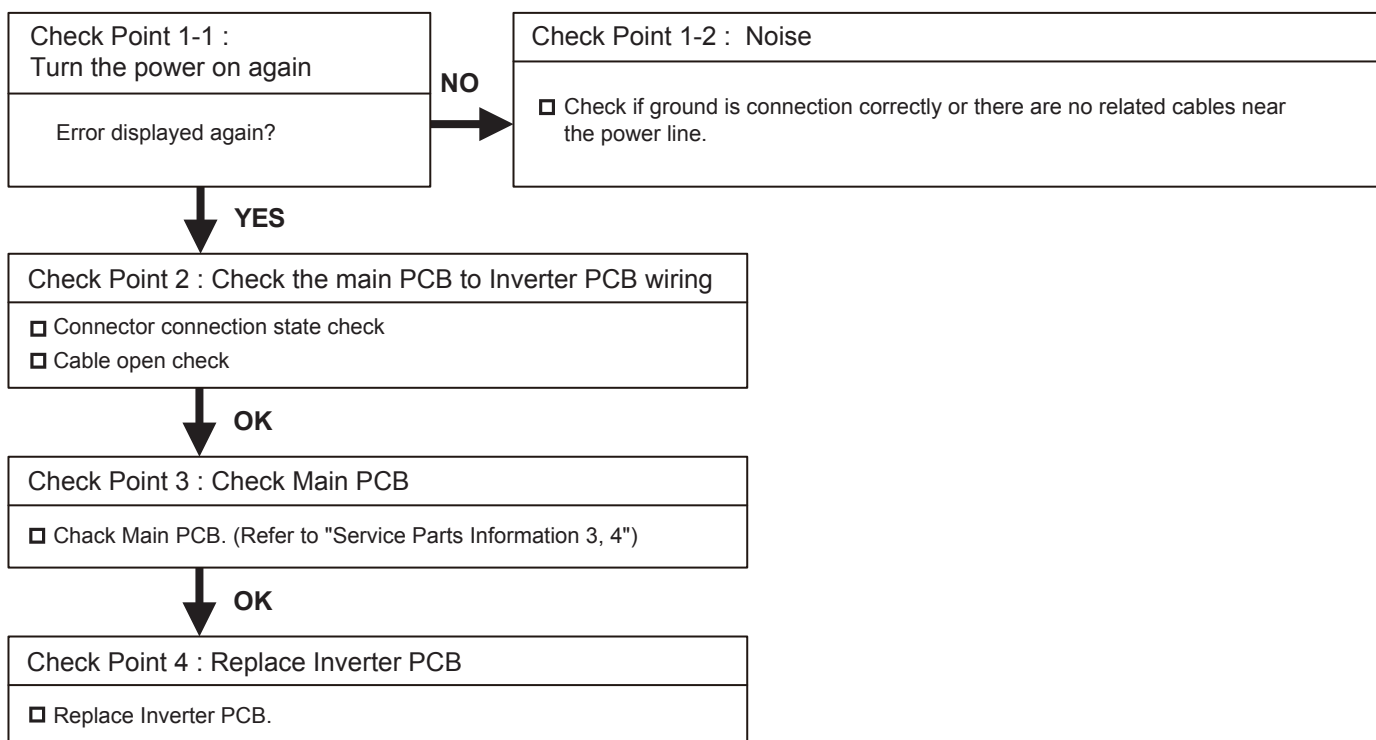 Check Point 1-1 :
Turn the power on again
Error displayed again?
NO
Check Point 1-2 :  Noise
Check if ground is connection correctly or there are no related cables near
the power line.
YES
Check Point 2 : Check the main PCB to Inverter PCB wiring
Connector connection state check
Cable open check
OK
Check Point 3 : Check Main PCB
Chack Main PCB. (Refer to "Service Parts Information 3, 4")
OK
Check Point 4 : Replace Inverter PCB
Replace Inverter PCB.